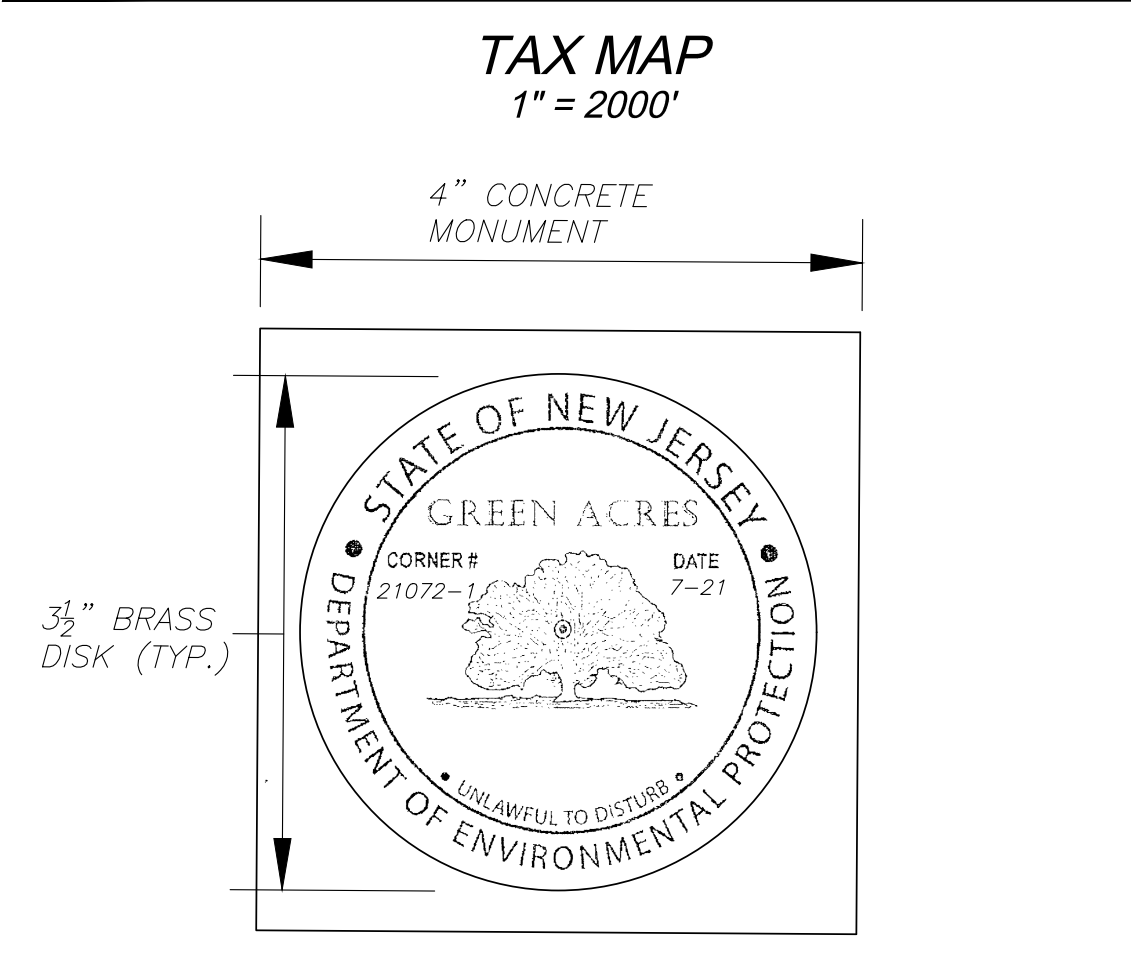 TAX MAP
1" = 2000'
4" CONCRETE
MONUMENT
STATE OF NEW JERSEY
GREEN ACRES
CORNER #
21072-1
DATE
7-21
3½" BRASS
DISK (TYP.)
• UNLAWFUL TO DISTURB •
• DEPARTMENT OF ENVIRONMENTAL PROTECTION •